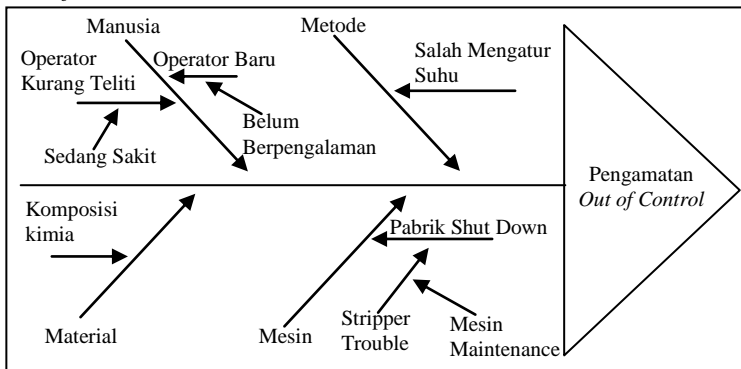 Manusia
Metode
Operator
Kurang Teliti
Operator Baru
Salah Mengatur
Suhu
Belum
Berpengalaman
Sedang Sakit
Pengamatan
Out of Control
Komposisi
kimia
Pabrik Shut Down
Material
Mesin
Stripper
Trouble
Mesin
Maintenance